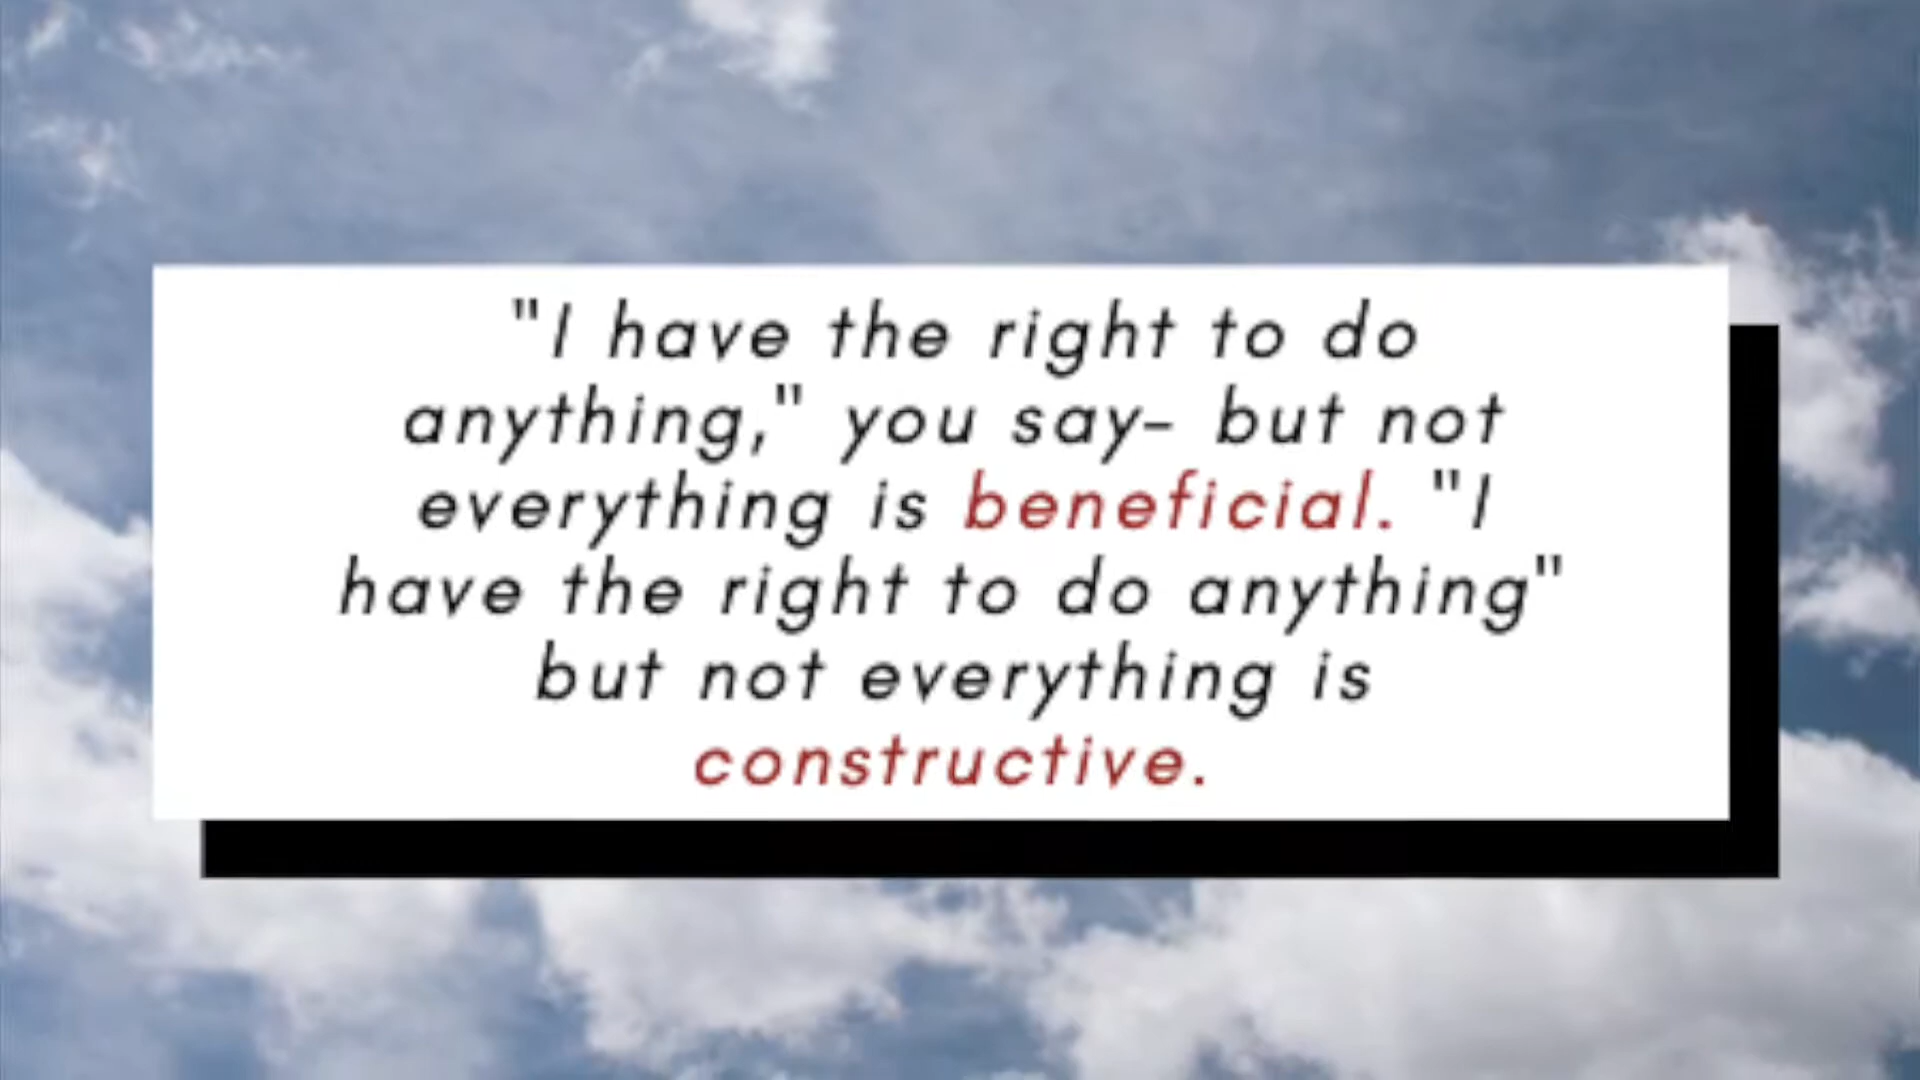 "I have the right to do
anything," you say- but not
everything is beneficial. "I
have the right to do anything"
but not everything is
constructive.